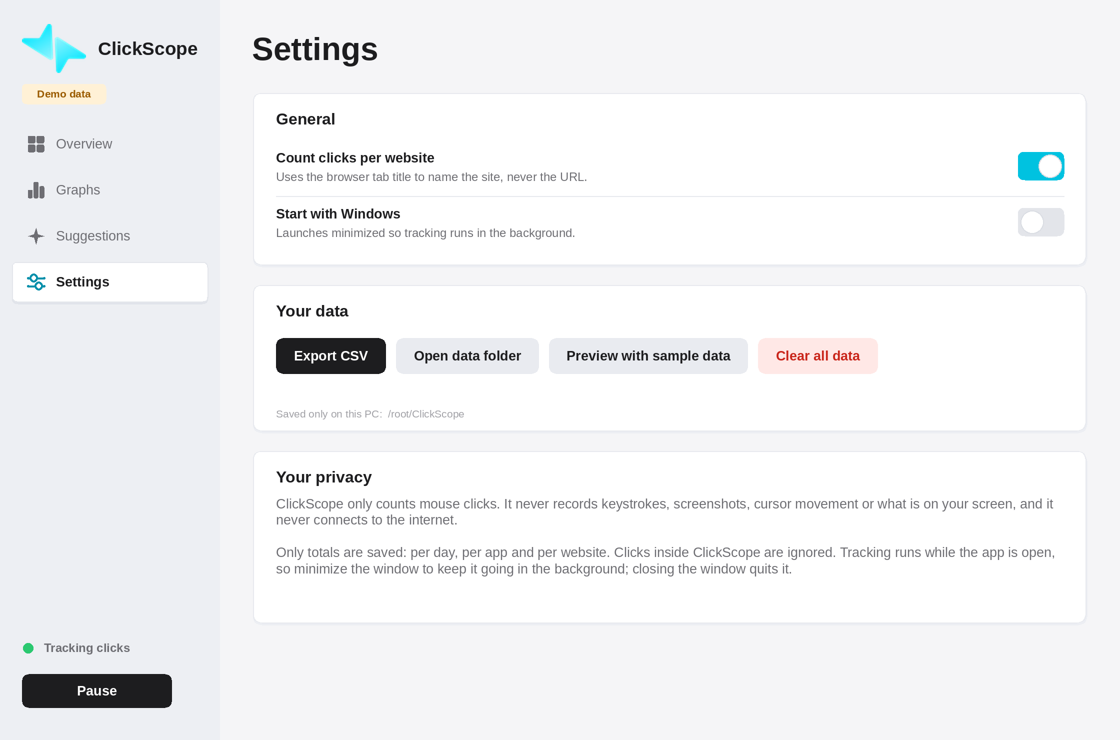 ClickScope
Demo data
Overview
Graphs
Suggestions
Settings
Tracking clicks
Pause
Settings
General
Count clicks per website
Uses the browser tab title to name the site, never the URL.
Start with Windows
Launches minimized so tracking runs in the background.
Your data
Export CSV
Open data folder
Preview with sample data
Clear all data
Saved only on this PC:  /root/ClickScope
Your privacy
ClickScope only counts mouse clicks. It never records keystrokes, screenshots, cursor movement or what is on your screen, and it
never connects to the internet.
Only totals are saved: per day, per app and per website. Clicks inside ClickScope are ignored. Tracking runs while the app is open,
so minimize the window to keep it going in the background; closing the window quits it.